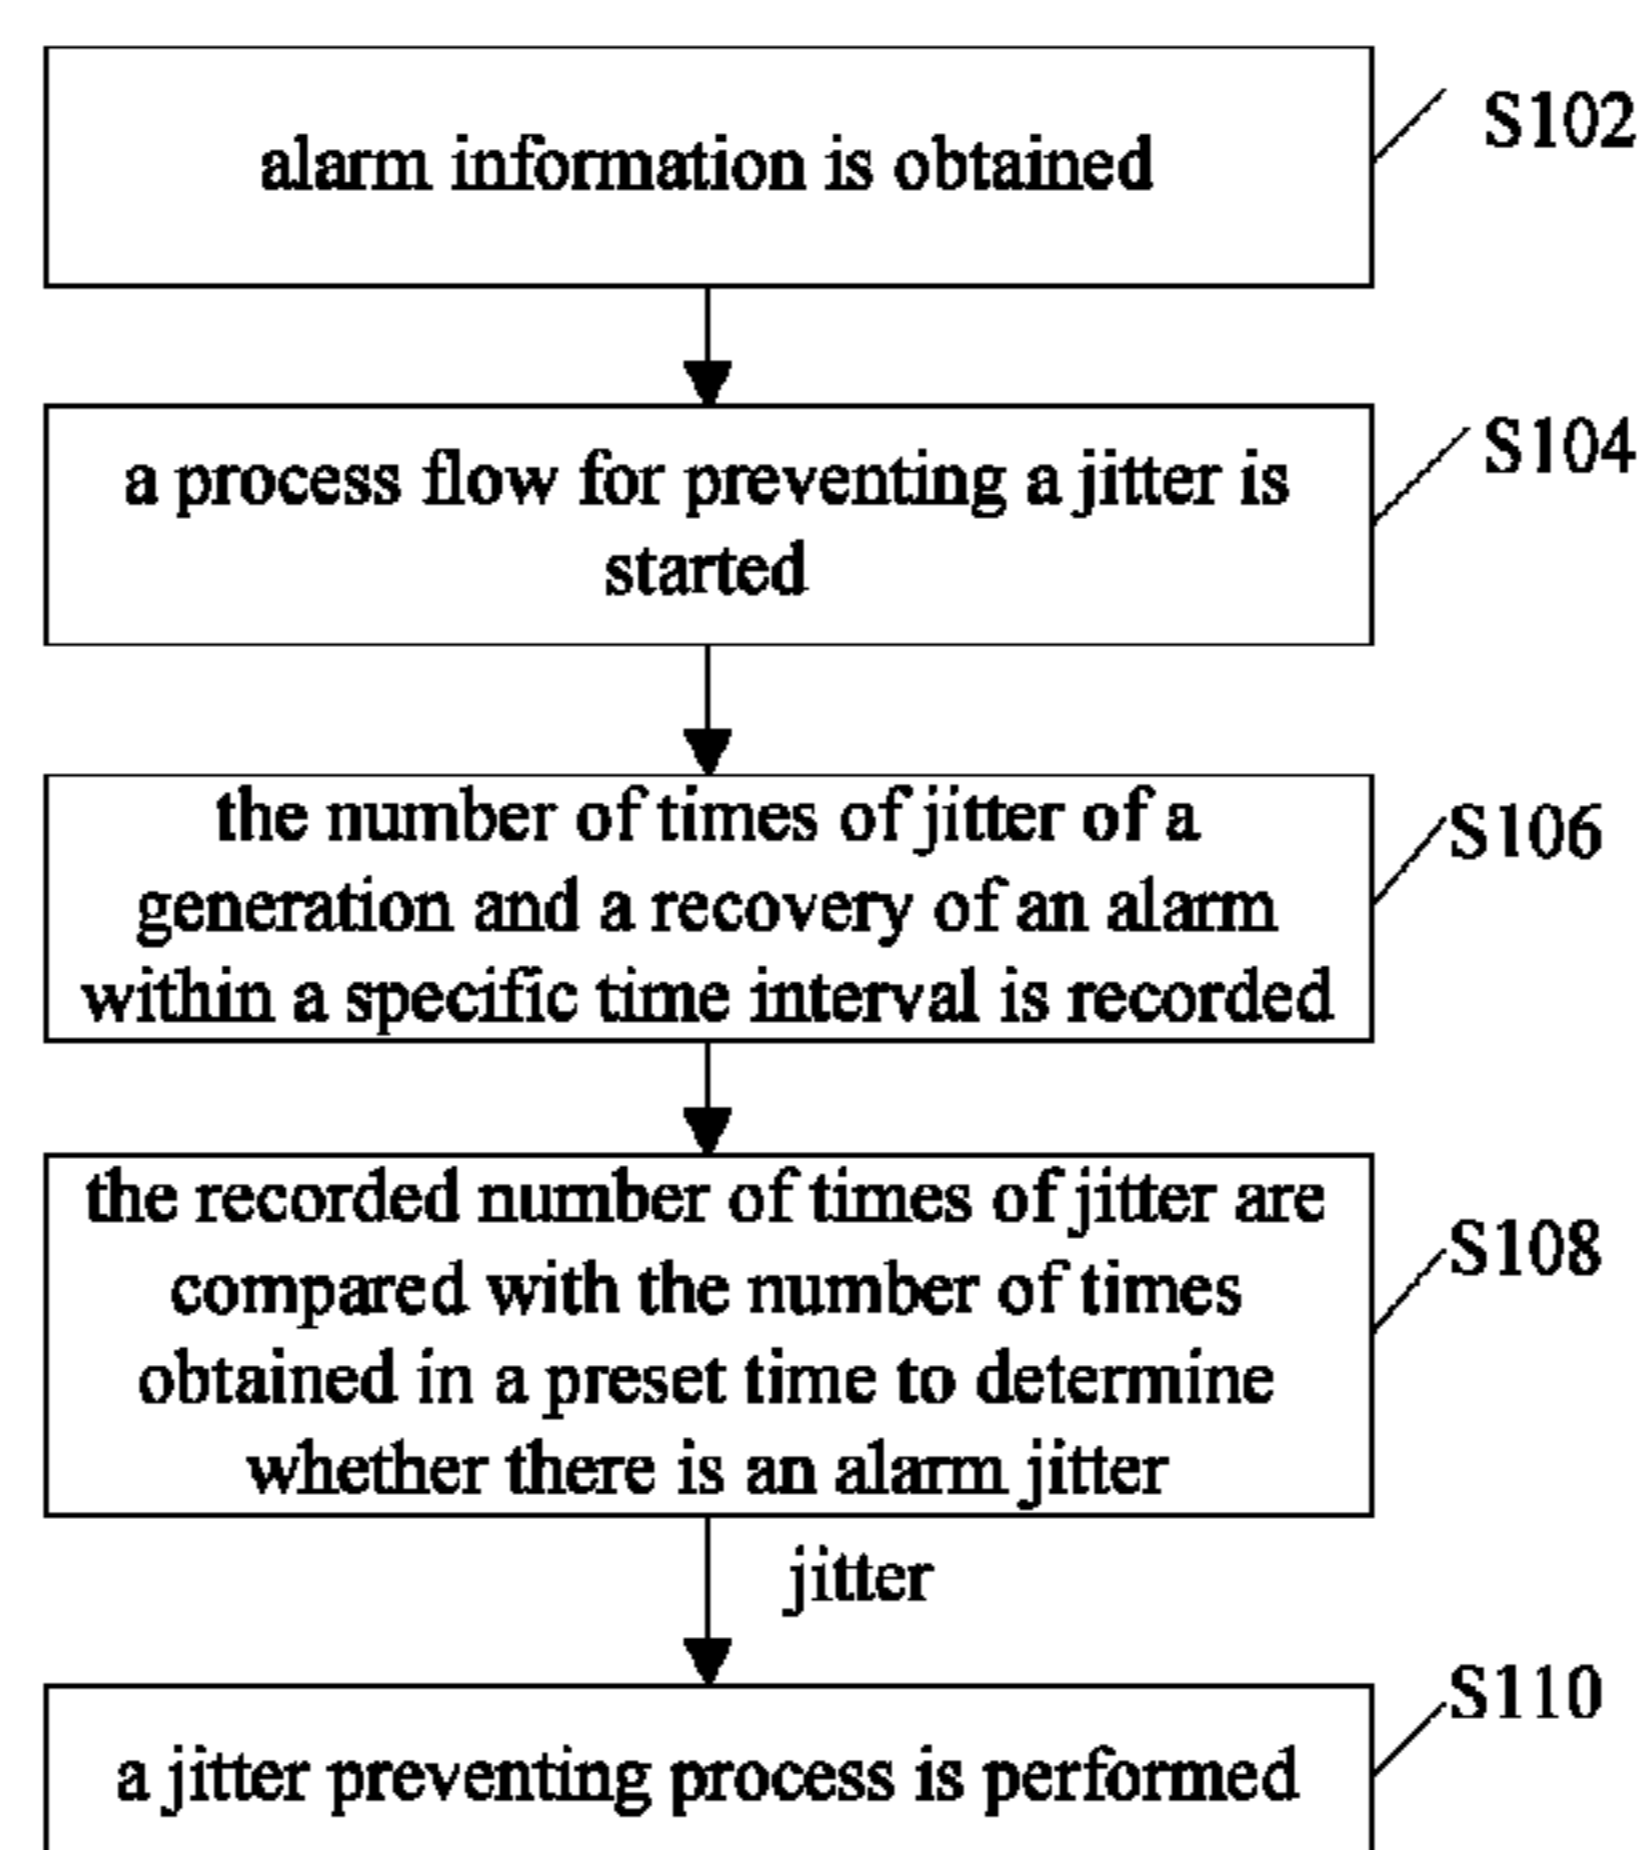 alarm information is obtained
S102
a process flow for preventing a jitter is
started
S104
the number of times of jitter of a
generation and a recovery of an alarm
within a specific time interval is recorded
S106
the recorded number of times of jitter are
compared with the number of times
obtained in a preset time to determine
whether there is an alarm jitter
S108
jitter
a jitter preventing process is performed
S110